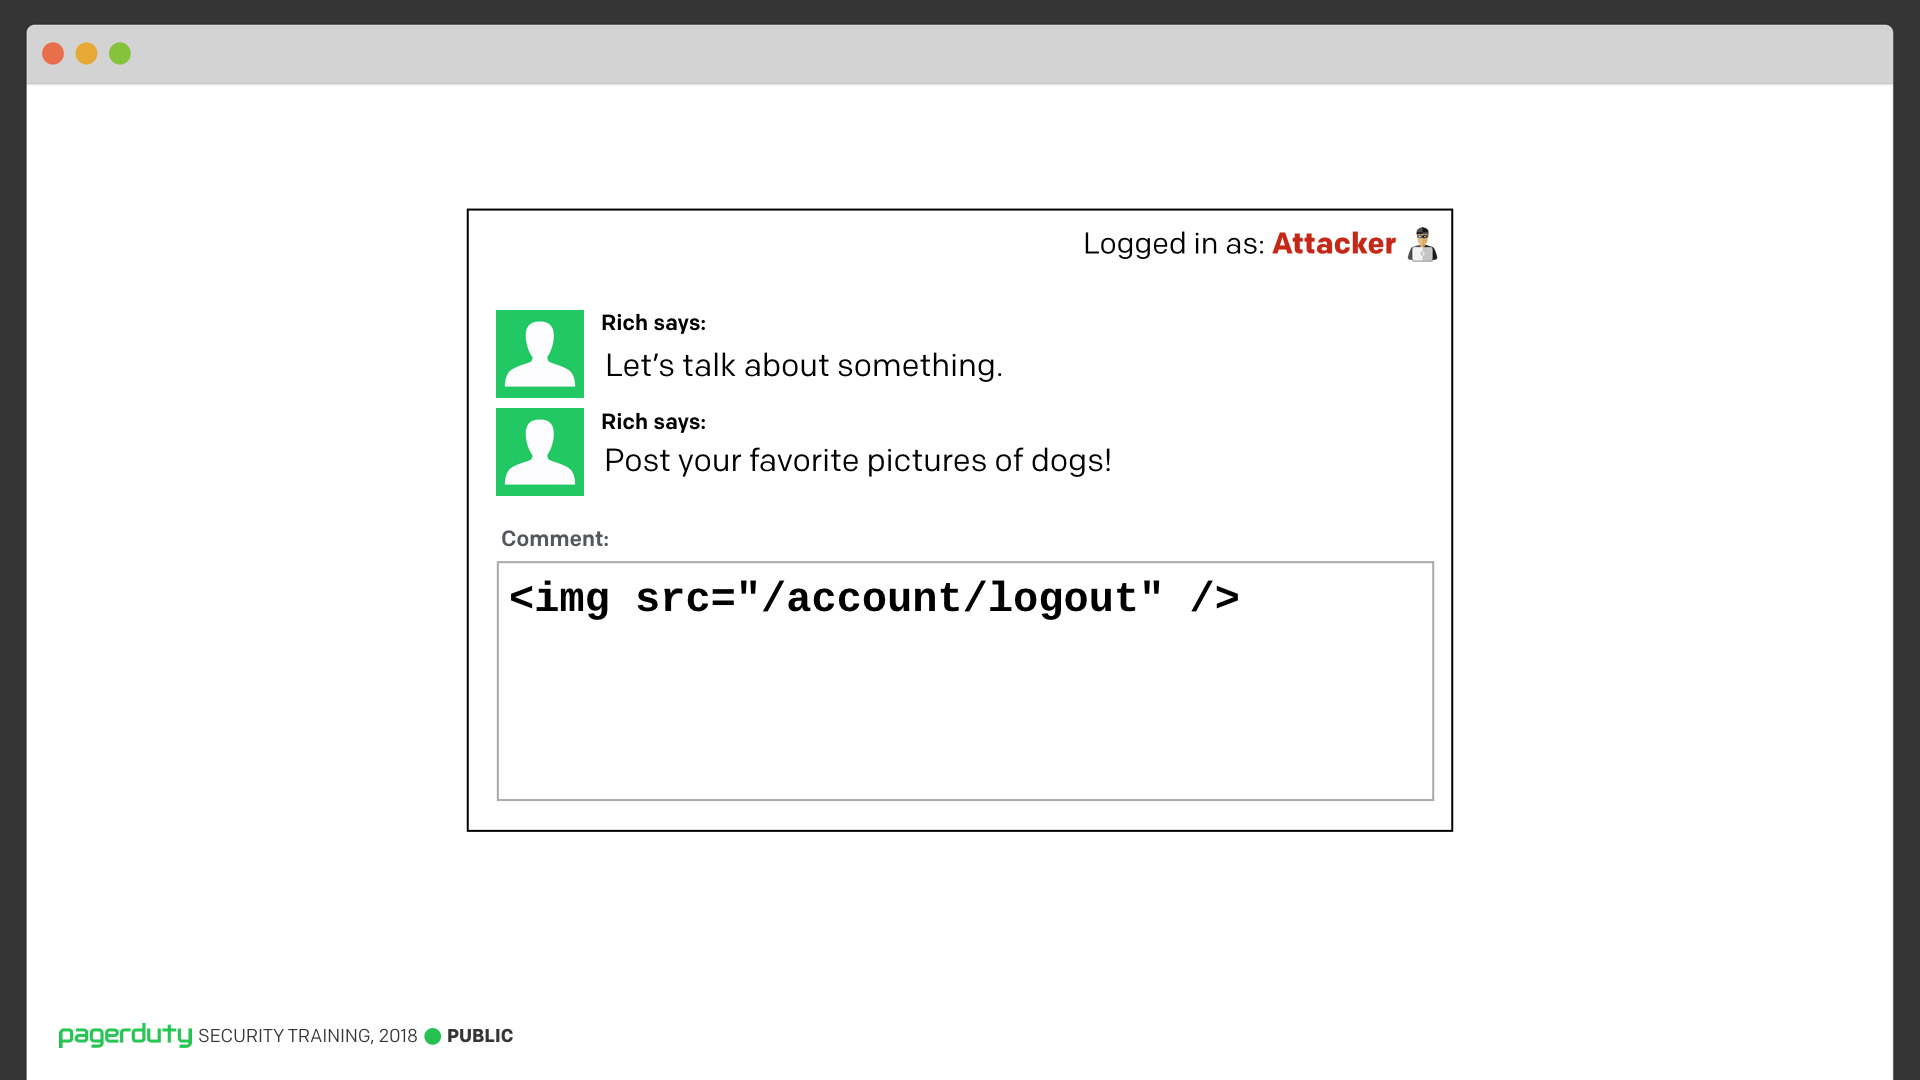 Logged in as: Attacker
Rich says:
Let’s talk about something.
Rich says:
Post your favorite pictures of dogs!
Comment:
<img src="/account/logout" />
pagerduty SECURITY TRAINING, 2018 PUBLIC